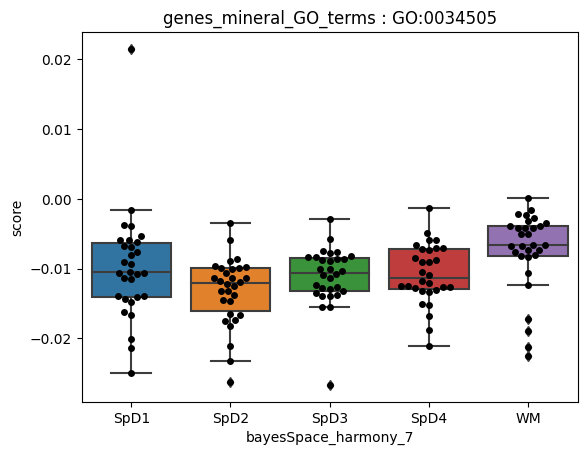 genes_mineral_GO_terms : GO:0034505
0.02
0.01
0.00
−0.01
−0.02
score
SpD1 SpD2 SpD3 SpD4 WM
bayesSpace_harmony_7